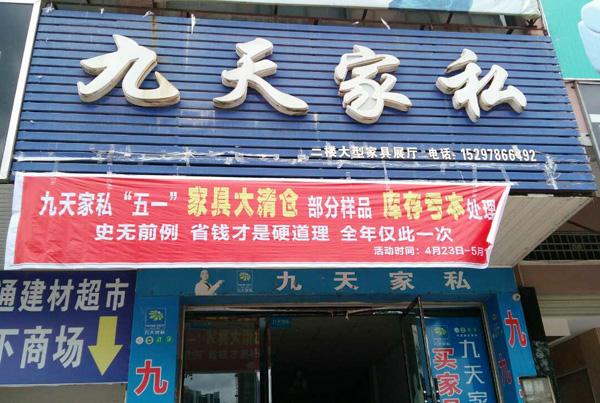 九天家私
二楼大型家具展厅 电话:15297866492
九天家私 "五一" 家具大清仓 部分样品 库存亏本处理
史无前例 省钱才是硬道理 全年仅此一次
活动时间:4月23日-5月
九天家私
通建材超市
下商场
九
九
九天家
买家具